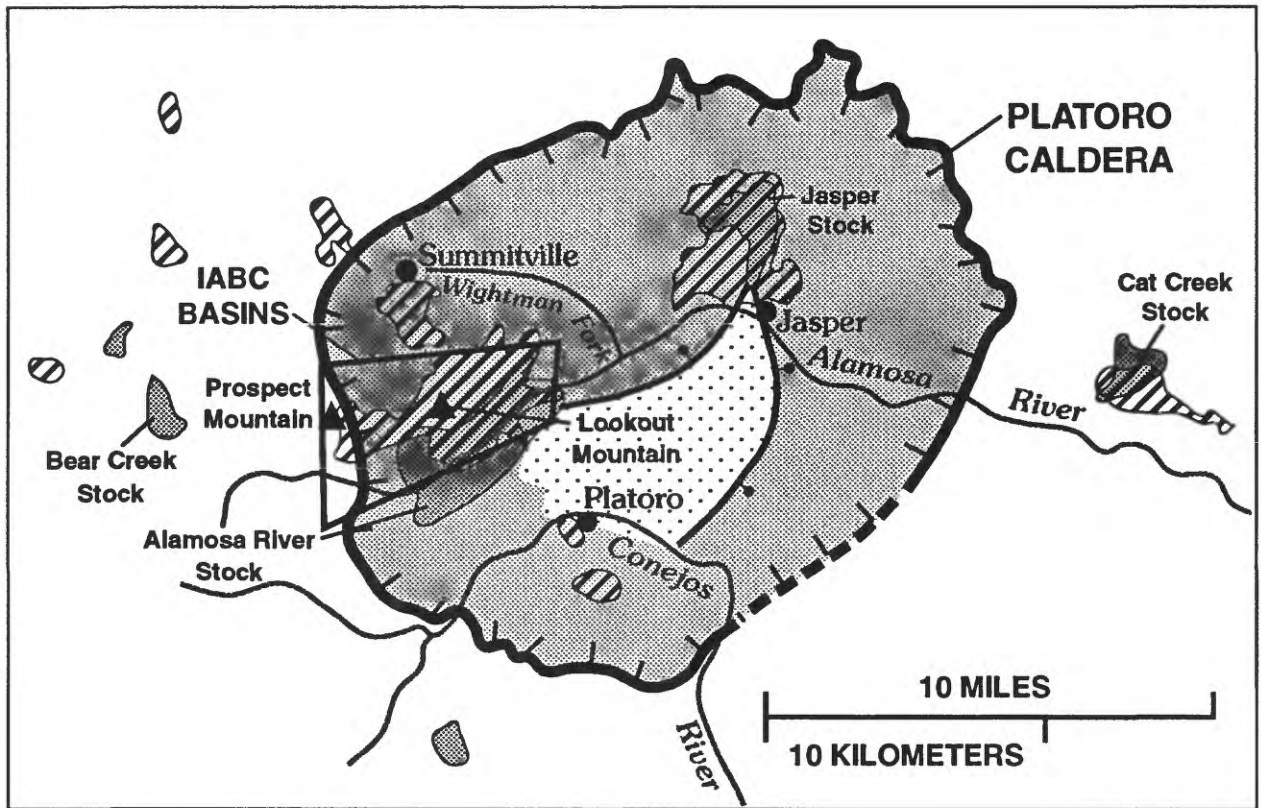 PLATORO
CALDERA
Jasper
Stock
Summitville
Wightman
Fork
IABC
BASINS
Cat Creek
Stock
Jasper
Alamosa
River
Prospect
Mountain
Lookout
Mountain
Bear Creek
Stock
Platoro
Alamosa River
Stock
Conejos
River
10 MILES
10 KILOMETERS